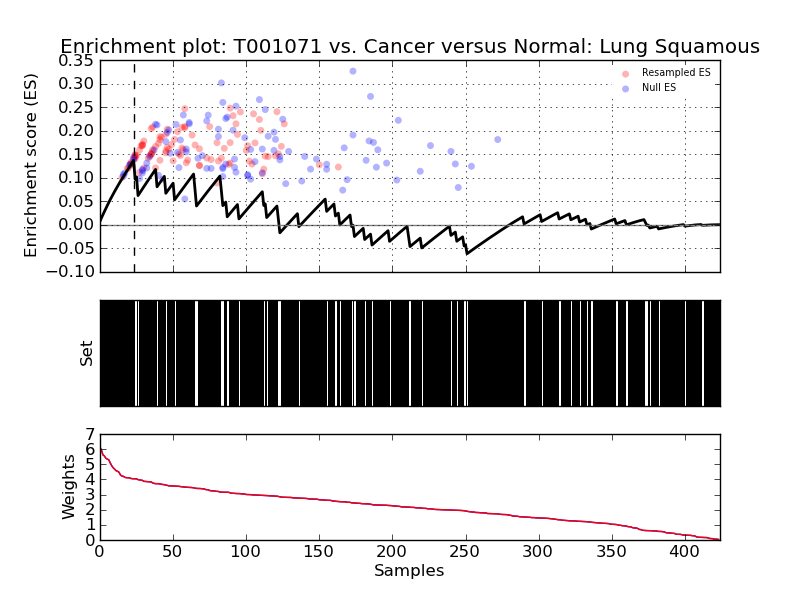 Enrichment plot: T001071 vs. Cancer versus Normal: Lung Squamous
Enrichment score (ES)
0.35
0.30
0.25
0.20
0.15
0.10
0.05
0.00
−0.05
−0.10
Resampled ES
Null ES
Set
Weights
7
6
5
4
3
2
1
0
0 50 100 150 200 250 300 350 400
Samples